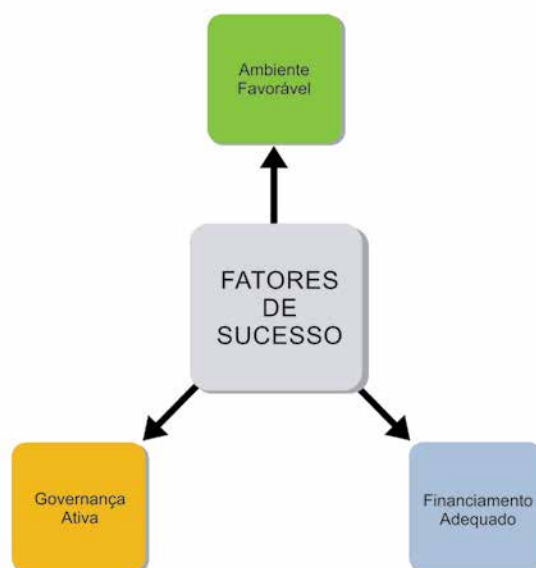 Ambiente
Favorável
FATORES
DE
SUCESSO
Governança
Ativa
Financiamento
Adequado